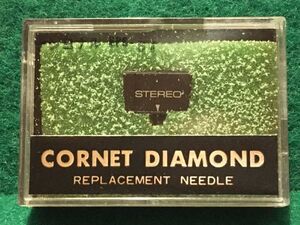 STEREO
CORNET DIAMOND
REPLACEMENT NEEDLE